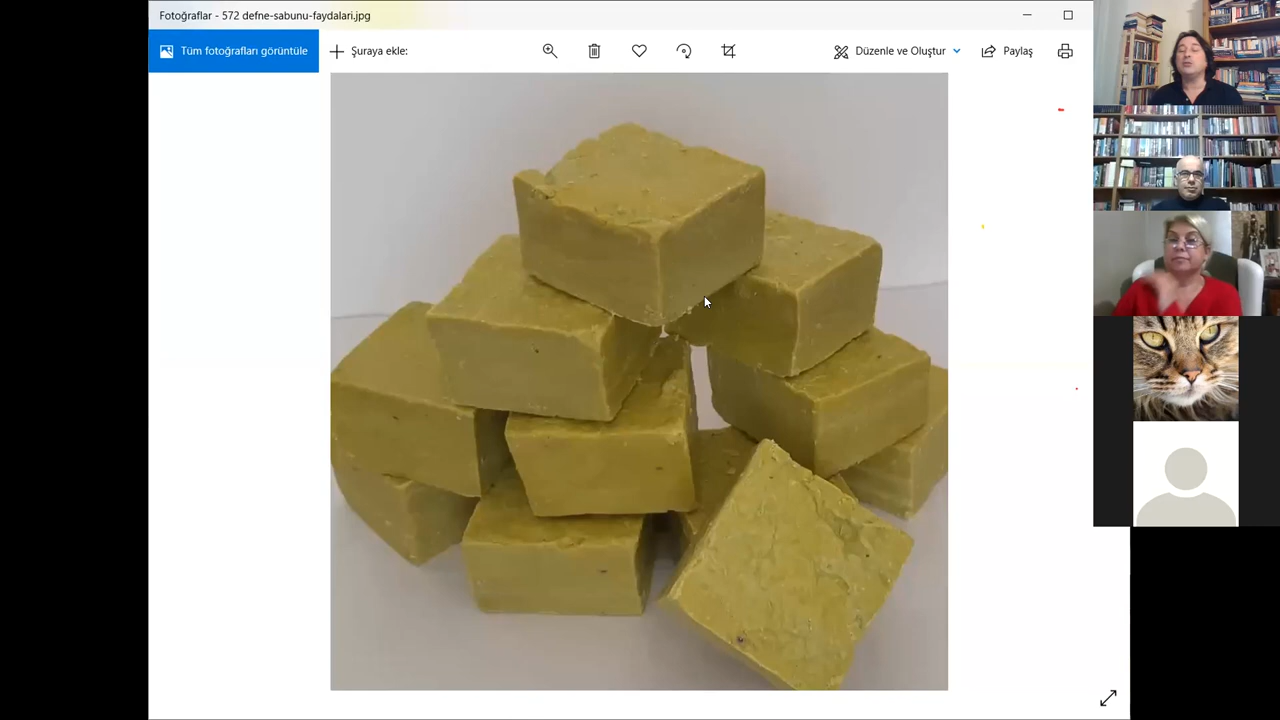 Fotoğraflar - 572 defne-sabunu-faydalari.jpg
Tüm fotoğrafları görüntüle
Şuraya ekle:
Düzenle ve Oluştur
Paylaş